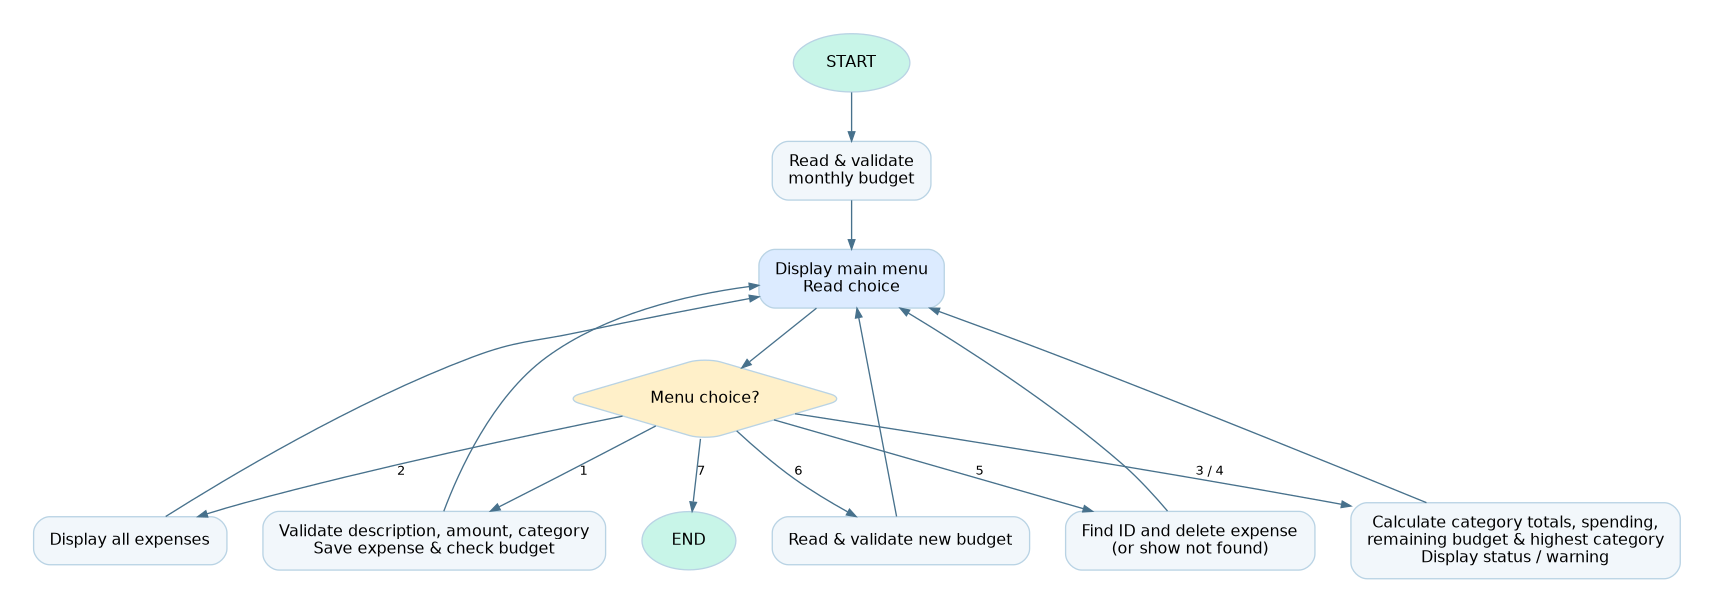 START
Read & validate
monthly budget
Display main menu
Read choice
Menu choice?
2
1
7
6
5
3 / 4
Display all expenses
Validate description, amount, category
Save expense & check budget
END
Read & validate new budget
Find ID and delete expense
(or show not found)
Calculate category totals, spending,
remaining budget & highest category
Display status / warning